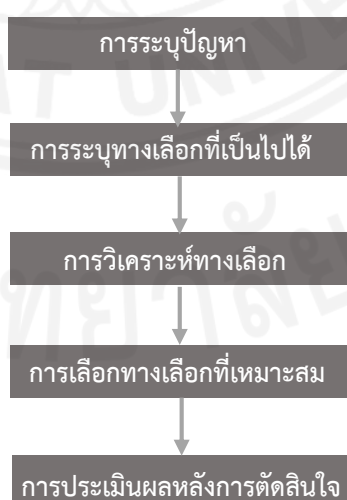 การระบุปัญหา
การระบุทางเลือกที่เป็นไปได้
การวิเคราะห์ทางเลือก
การเลือกทางเลือกที่เหมาะสม
การประเมินผลหลังการตัดสินใจ